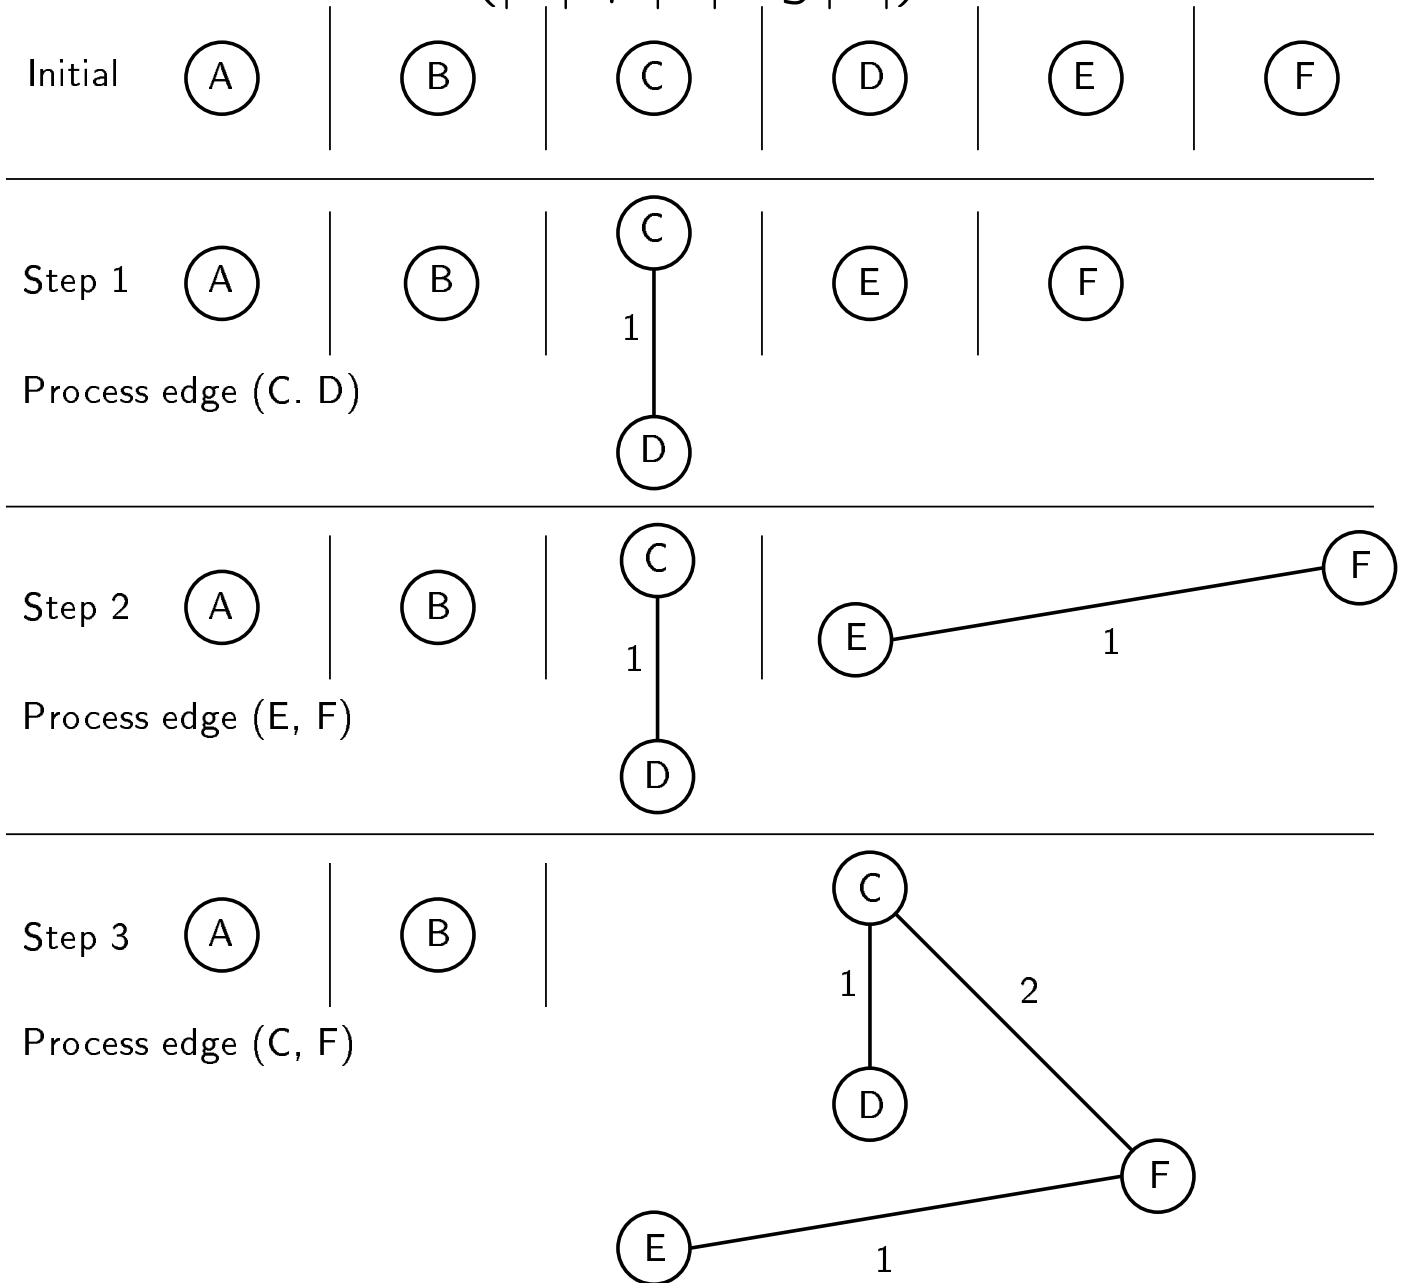 Initial A B C D E F
C
Step 1 A B E F
1
Process edge (C. D)
D
C F
Step 2 A B E
1 1
Process edge (E, F)
D
C
Step 3 A B
1 2
Process edge (C, F)
D
F
E
1